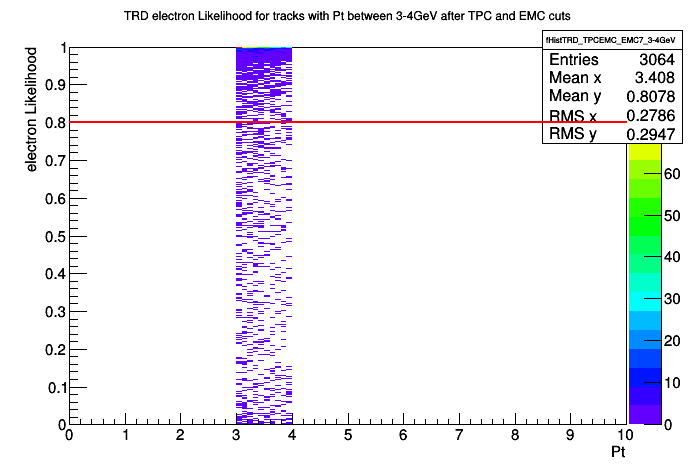 TRD electron Likelihood for tracks with Pt between 3-4GeV after TPC and EMC cuts
fHistTRD_TPCEMC_EMC7_3-4GeV
Entries 3064
Mean x 3.408
Mean y 0.8078
RMS x 0.2786
RMS y 0.2947
electron Likelihood
1
0.9
0.8
0.7
0.6
0.5
0.4
0.3
0.2
0.1
0
0 1 2 3 4 5 6 7 8 9 10
Pt
60
50
40
30
20
10
0